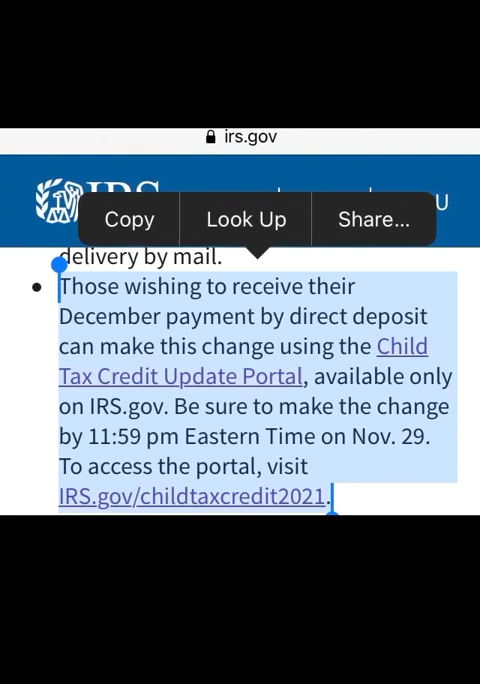 irs.gov
IRS
U
Copy Look Up Share...
delivery by mail.
• Those wishing to receive their
December payment by direct deposit
can make this change using the Child
Tax Credit Update Portal, available only
on IRS.gov. Be sure to make the change
by 11:59 pm Eastern Time on Nov. 29.
To access the portal, visit
IRS.gov/childtaxcredit2021.